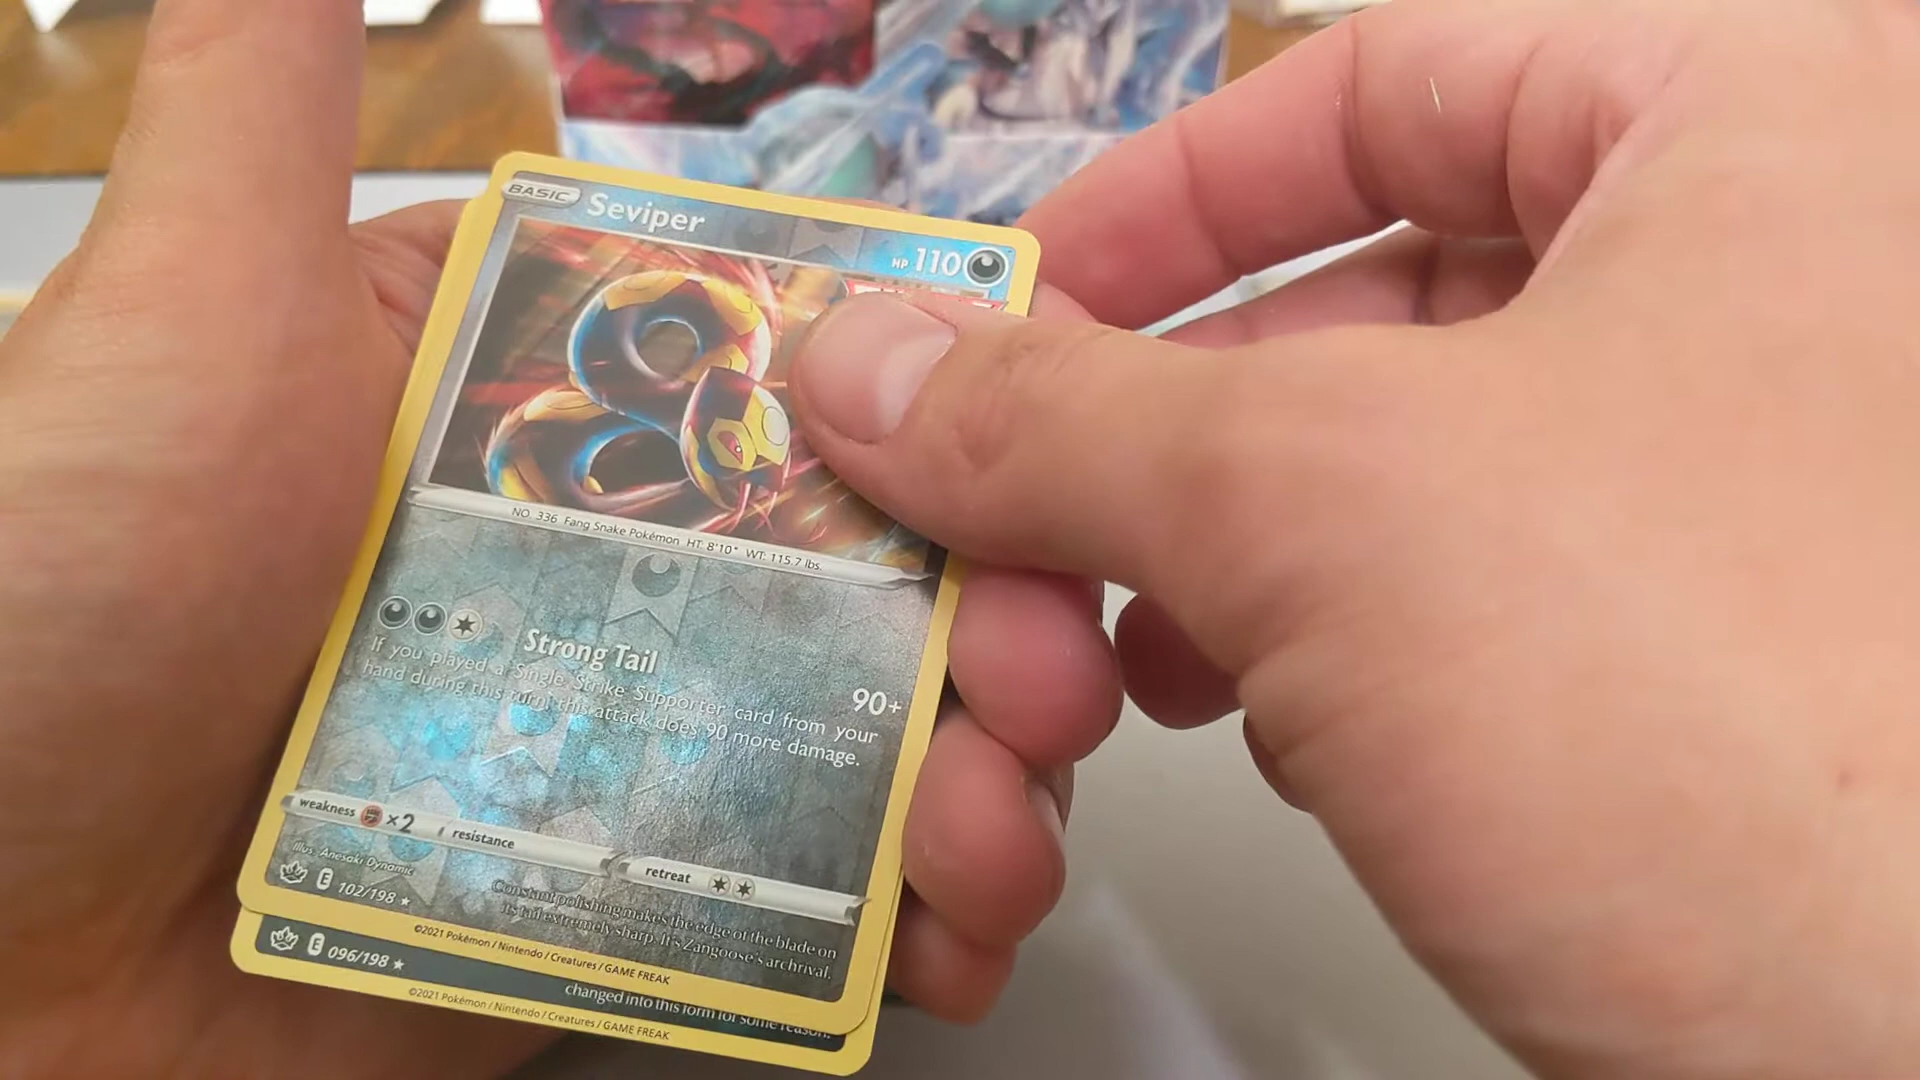 BASIC Seviper HP 110
NO. 336 Fang Snake Pokémon HT: 8'10" WT: 115.7 lbs.
Strong Tail 90+
If you played a Single Strike Supporter card from your
hand during this turn, this attack does 90 more damage.
weakness ×2 resistance
retreat
Illus. Anesaki Dynamic
E 102/198
Constant polishing makes the edge of the blade on
its tail extremely sharp. It's Zangoose's archrival.
©2021 Pokémon / Nintendo / Creatures / GAME FREAK
E 096/198
changed into this form for some reason.
©2021 Pokémon / Nintendo / Creatures / GAME FREAK